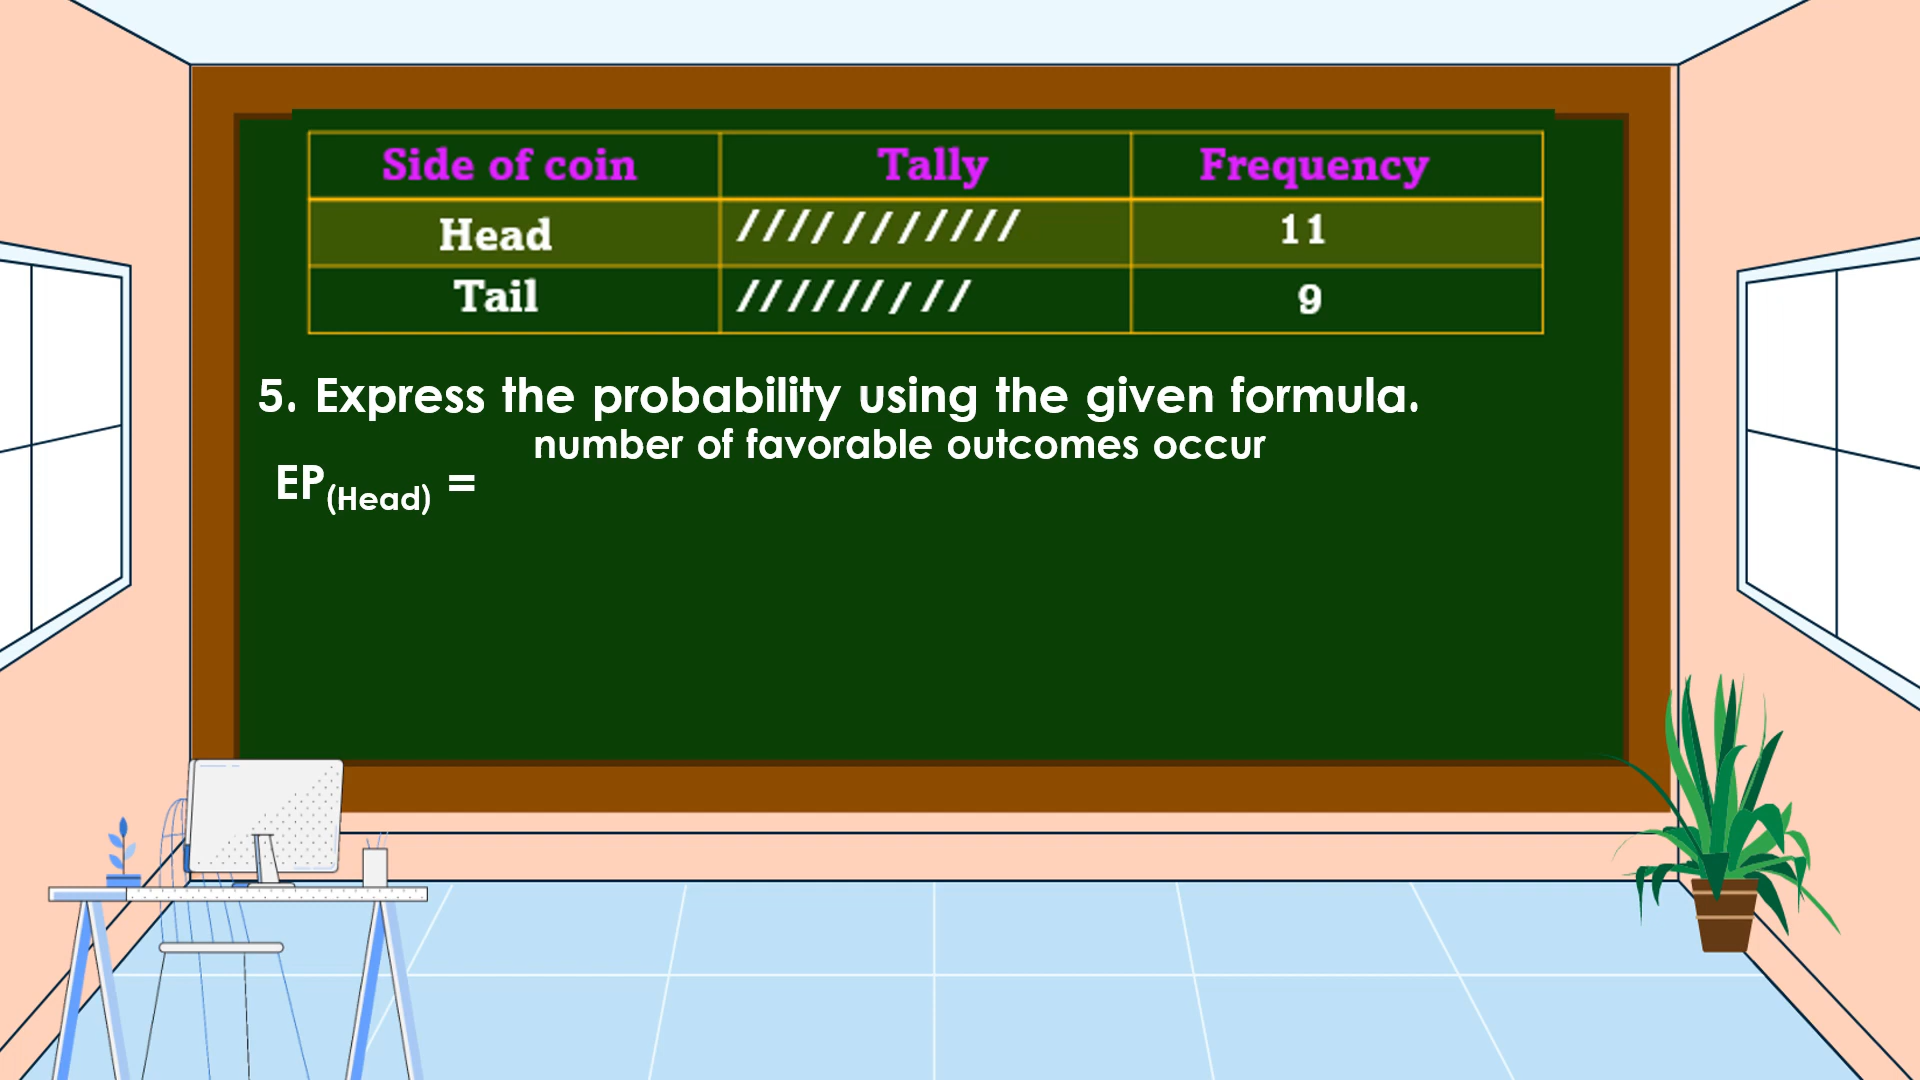 Side of coin Tally Frequency
Head /////////// 11
Tail ///////// 9
5. Express the probability using the given formula.
number of favorable outcomes occur
EP(Head) =